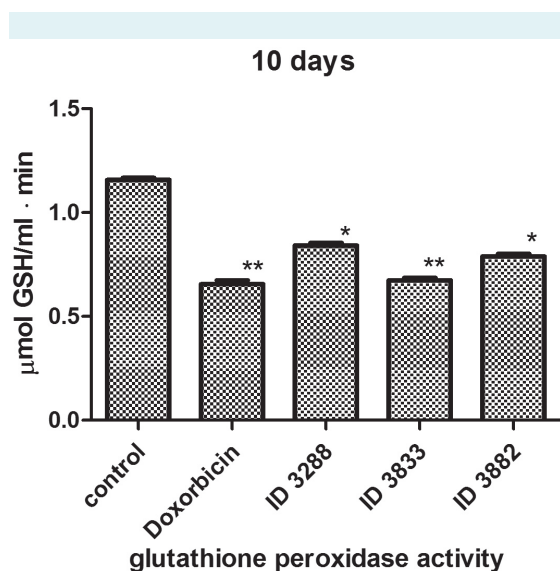 10 days
μmol GSH/ml · min
1.5
1.0
0.5
0.0
**
*
**
*
control
Doxorbicin
ID 3288
ID 3833
ID 3882
glutathione peroxidase activity